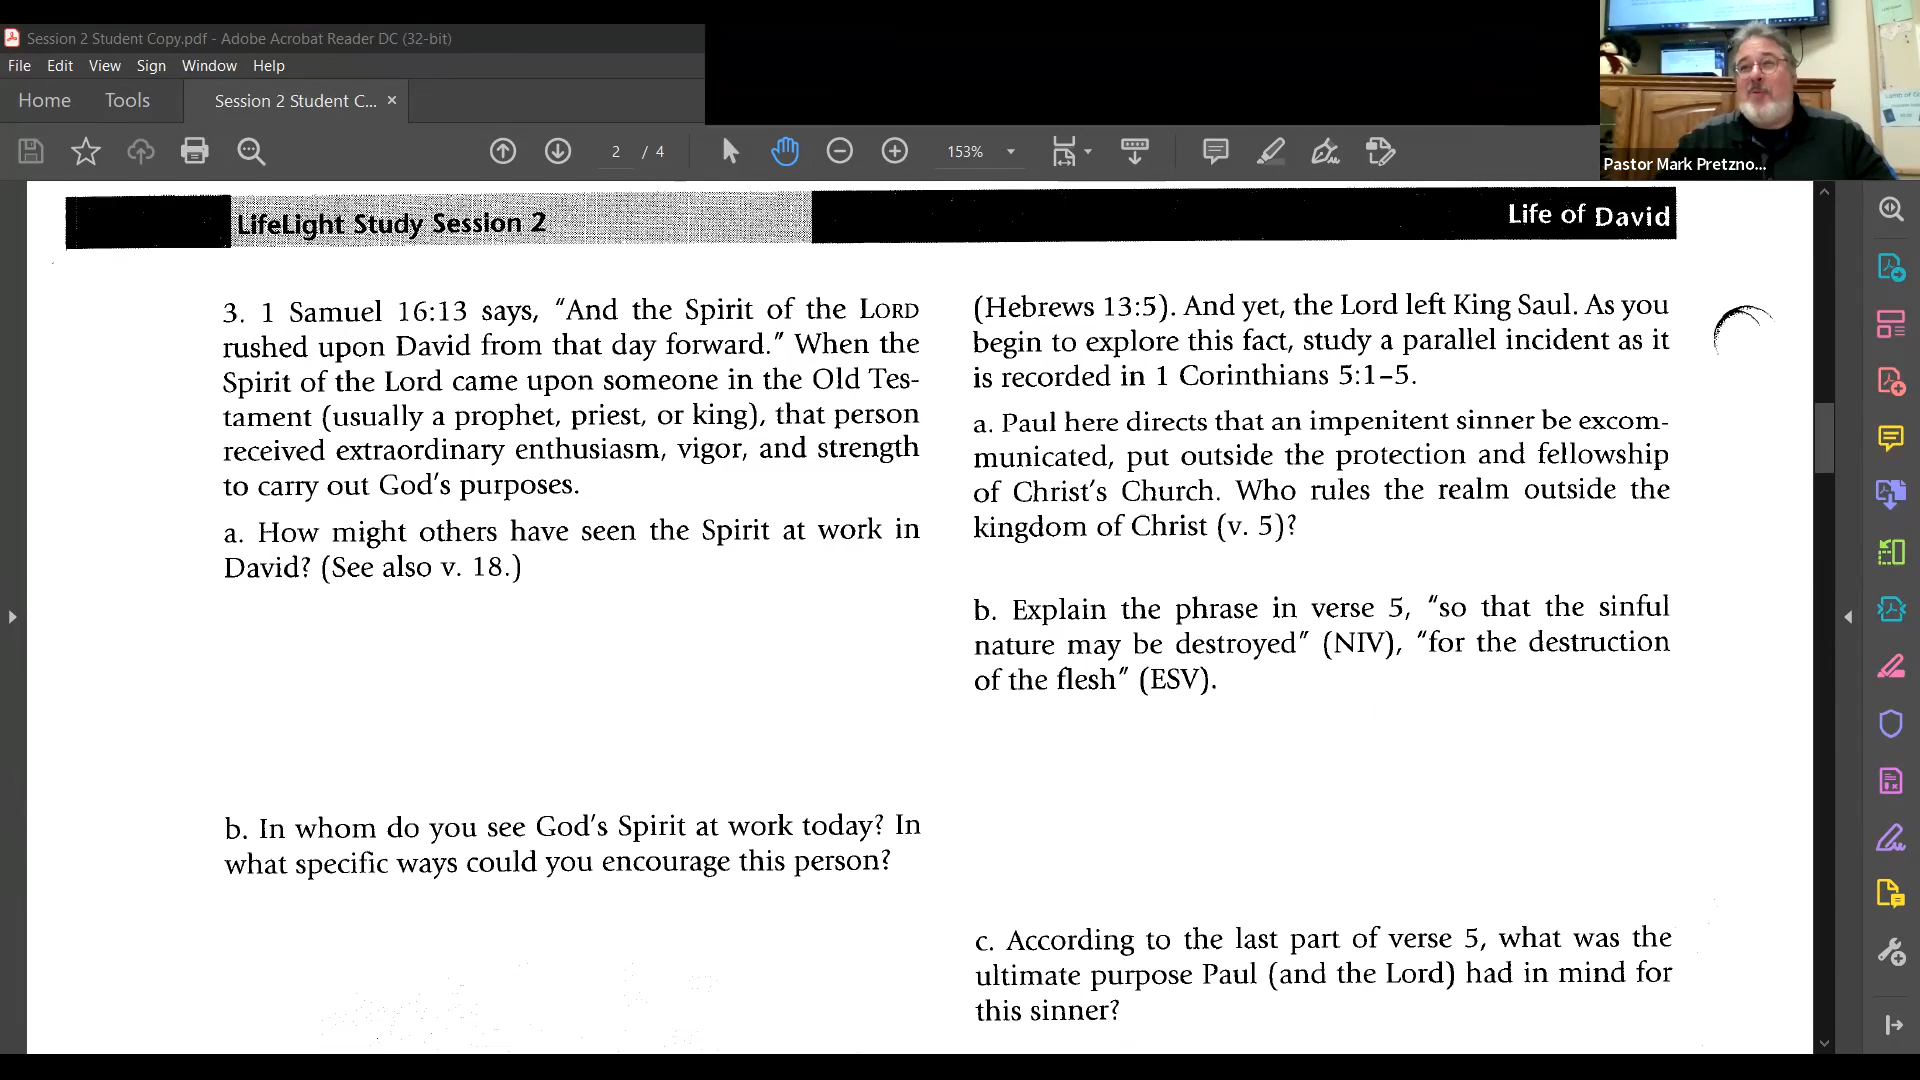 Session 2 Student Copy.pdf - Adobe Acrobat Reader DC (32-bit)
File Edit View Sign Window Help
Home Tools Session 2 Student C... ×
2 / 4 153%
Pastor Mark Pretzno...
LifeLight Study Session 2
Life of David
3. 1 Samuel 16:13 says, “And the Spirit of the LORD
rushed upon David from that day forward.” When the
Spirit of the Lord came upon someone in the Old Tes-
tament (usually a prophet, priest, or king), that person
received extraordinary enthusiasm, vigor, and strength
to carry out God’s purposes.
a. How might others have seen the Spirit at work in
David? (See also v. 18.)
b. In whom do you see God’s Spirit at work today? In
what specific ways could you encourage this person?
(Hebrews 13:5). And yet, the Lord left King Saul. As you
begin to explore this fact, study a parallel incident as it
is recorded in 1 Corinthians 5:1–5.
a. Paul here directs that an impenitent sinner be excom-
municated, put outside the protection and fellowship
of Christ’s Church. Who rules the realm outside the
kingdom of Christ (v. 5)?
b. Explain the phrase in verse 5, “so that the sinful
nature may be destroyed” (NIV), “for the destruction
of the flesh” (ESV).
c. According to the last part of verse 5, what was the
ultimate purpose Paul (and the Lord) had in mind for
this sinner?